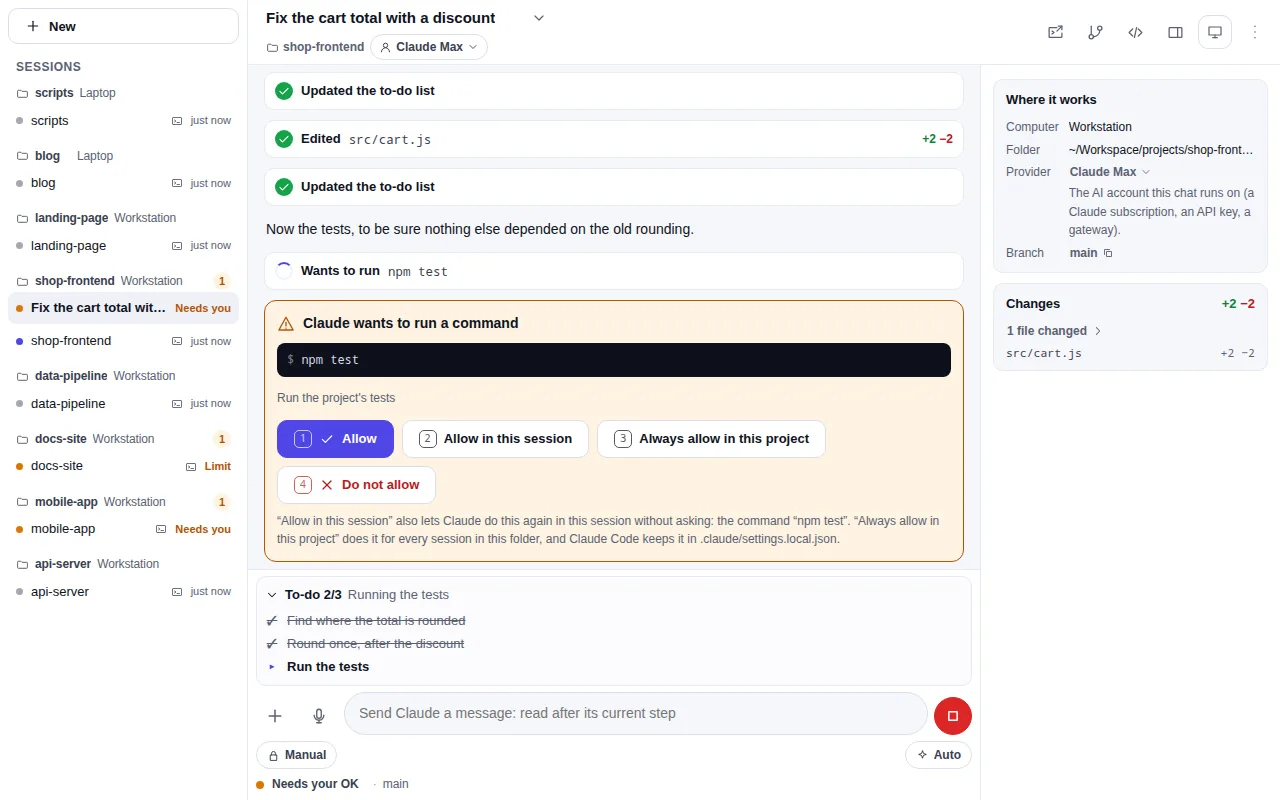 New
SESSIONS
scripts Laptop
scripts just now
blog Laptop
blog just now
landing-page Workstation
landing-page just now
shop-frontend Workstation 1
Fix the cart total wit… Needs you
shop-frontend just now
data-pipeline Workstation
data-pipeline just now
docs-site Workstation 1
docs-site Limit
mobile-app Workstation 1
mobile-app Needs you
api-server Workstation
api-server just now
Fix the cart total with a discount
shop-frontend Claude Max
Updated the to-do list
Edited src/cart.js +2 −2
Updated the to-do list
Now the tests, to be sure nothing else depended on the old rounding.
Wants to run npm test
Claude wants to run a command
$ npm test
Run the project's tests
1 Allow
2 Allow in this session
3 Always allow in this project
4 Do not allow
“Allow in this session” also lets Claude do this again in this session without asking: the command “npm test”. “Always allow in
this project” does it for every session in this folder, and Claude Code keeps it in .claude/settings.local.json.
To-do 2/3 Running the tests
Find where the total is rounded
Round once, after the discount
Run the tests
Send Claude a message: read after its current step
Manual
Auto
Needs your OK · main
Where it works
Computer Workstation
Folder ~/Workspace/projects/shop-front…
Provider Claude Max
The AI account this chat runs on (a
Claude subscription, an API key, a
gateway).
Branch main
Changes +2 −2
1 file changed
src/cart.js +2 −2